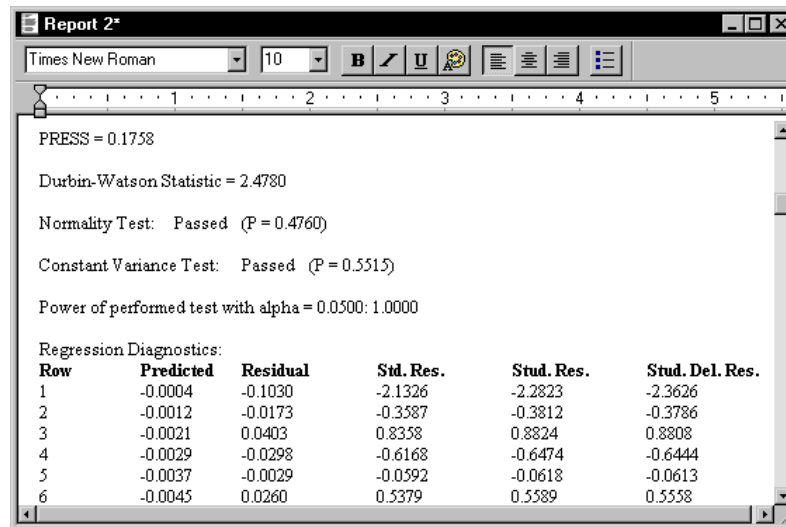 Report 2*
Times New Roman 10 B I U A
1 2 3 4 5
PRESS = 0.1758
Durbin-Watson Statistic = 2.4780
Normality Test: Passed (P = 0.4760)
Constant Variance Test: Passed (P = 0.5515)
Power of performed test with alpha = 0.0500: 1.0000
Regression Diagnostics:
Row Predicted Residual Std. Res. Stud. Res. Stud. Del. Res.
1 -0.0004 -0.1030 -2.1326 -2.2823 -2.3626
2 -0.0012 -0.0173 -0.3587 -0.3812 -0.3786
3 -0.0021 0.0403 0.8358 0.8824 0.8808
4 -0.0029 -0.0298 -0.6168 -0.6474 -0.6444
5 -0.0037 -0.0029 -0.0592 -0.0618 -0.0613
6 -0.0045 0.0260 0.5379 0.5589 0.5558